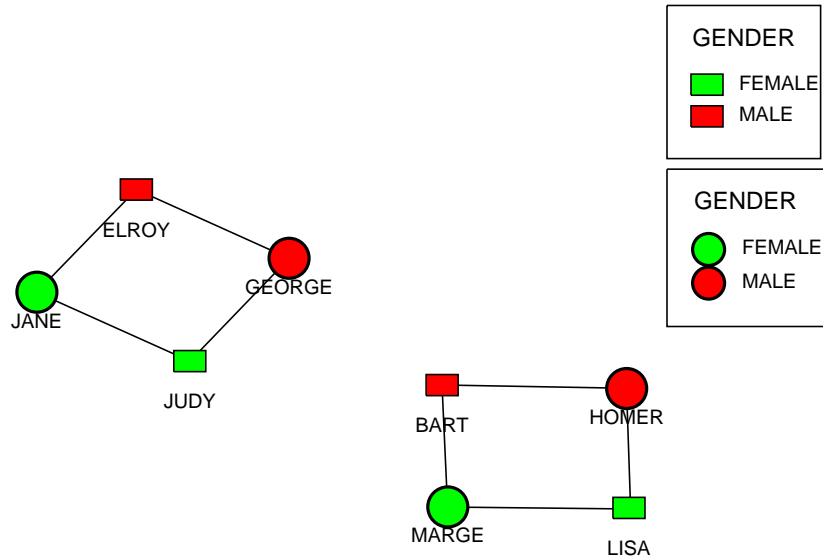 GENDER
FEMALE
MALE
GENDER
FEMALE
MALE
ELROY
GEORGE
JANE
JUDY
BART
HOMER
MARGE
LISA